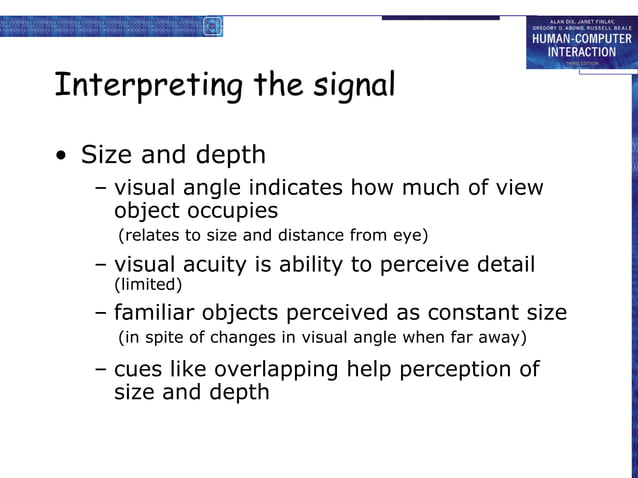 ALAN DIX, JANET FINLAY,
GREGORY D. ABOWD, RUSSELL BEALE
HUMAN-COMPUTER
INTERACTION
THIRD EDITION
Interpreting the signal
• Size and depth
– visual angle indicates how much of view
object occupies
(relates to size and distance from eye)
– visual acuity is ability to perceive detail
(limited)
– familiar objects perceived as constant size
(in spite of changes in visual angle when far away)
– cues like overlapping help perception of
size and depth